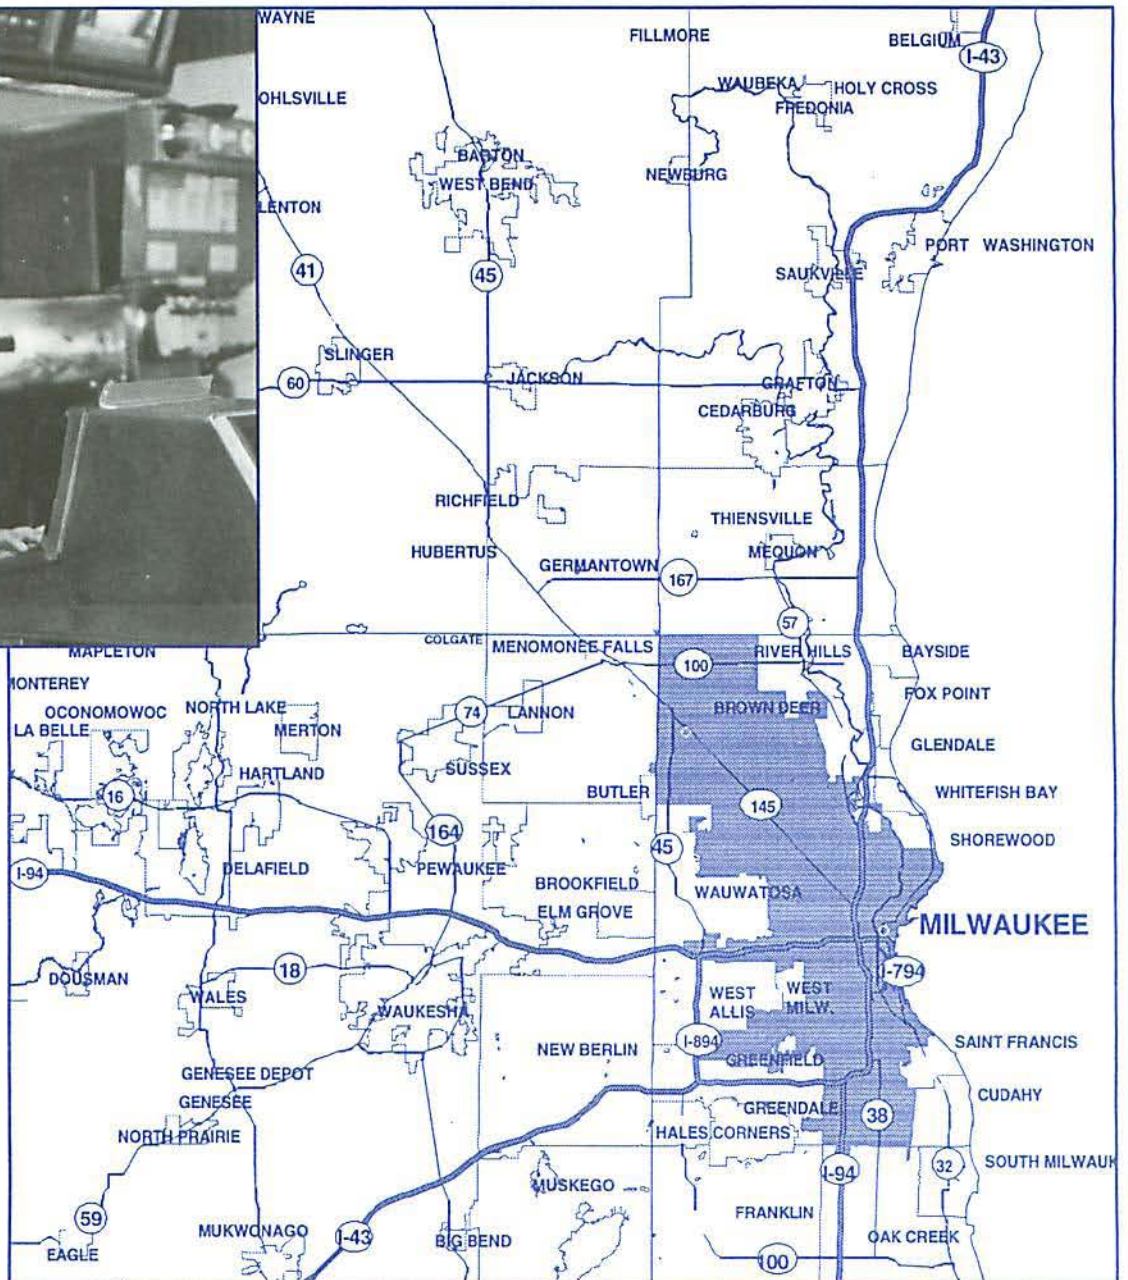 WAYNE
FILLMORE
BELGIUM
I-43
WAUBEKA
HOLY CROSS
OHLSVILLE
FREDONIA
BARTON
NEWBURG
WEST BEND
LENTON
PORT WASHINGTON
41
45
SAUKVILLE
SLINGER
60
JACKSON
GRAFTON
CEDARBURG
RICHFIELD
THIENSVILLE
HUBERTUS
MEQUON
GERMANTOWN
167
57
COLGATE
MENOMONEE FALLS
RIVER HILLS
BAYSIDE
MAPLETON
100
MONTEREY
FOX POINT
OCONOMOWOC
NORTH LAKE
BROWN DEER
LA BELLE
MERTON
74
LANNON
GLENDALE
SUSSEX
HARTLAND
BUTLER
WHITEFISH BAY
16
145
164
SHOREWOOD
45
I-94
DELAFIELD
PEWAUKEE
BROOKFIELD
WAUWATOSA
ELM GROVE
MILWAUKEE
18
I-794
DOUSMAN
WALES
WEST
ALLIS
WEST
MILW.
WAUKESHA
I-894
SAINT FRANCIS
NEW BERLIN
GREENFIELD
GENESEE DEPOT
CUDAHY
GENESEE
GREENDALE
38
NORTH PRAIRIE
HALES CORNERS
I-94
32
SOUTH MILWAUK
MUSKEGO
59
FRANKLIN
MUKWONAGO
I-43
BIG BEND
OAK CREEK
EAGLE
100